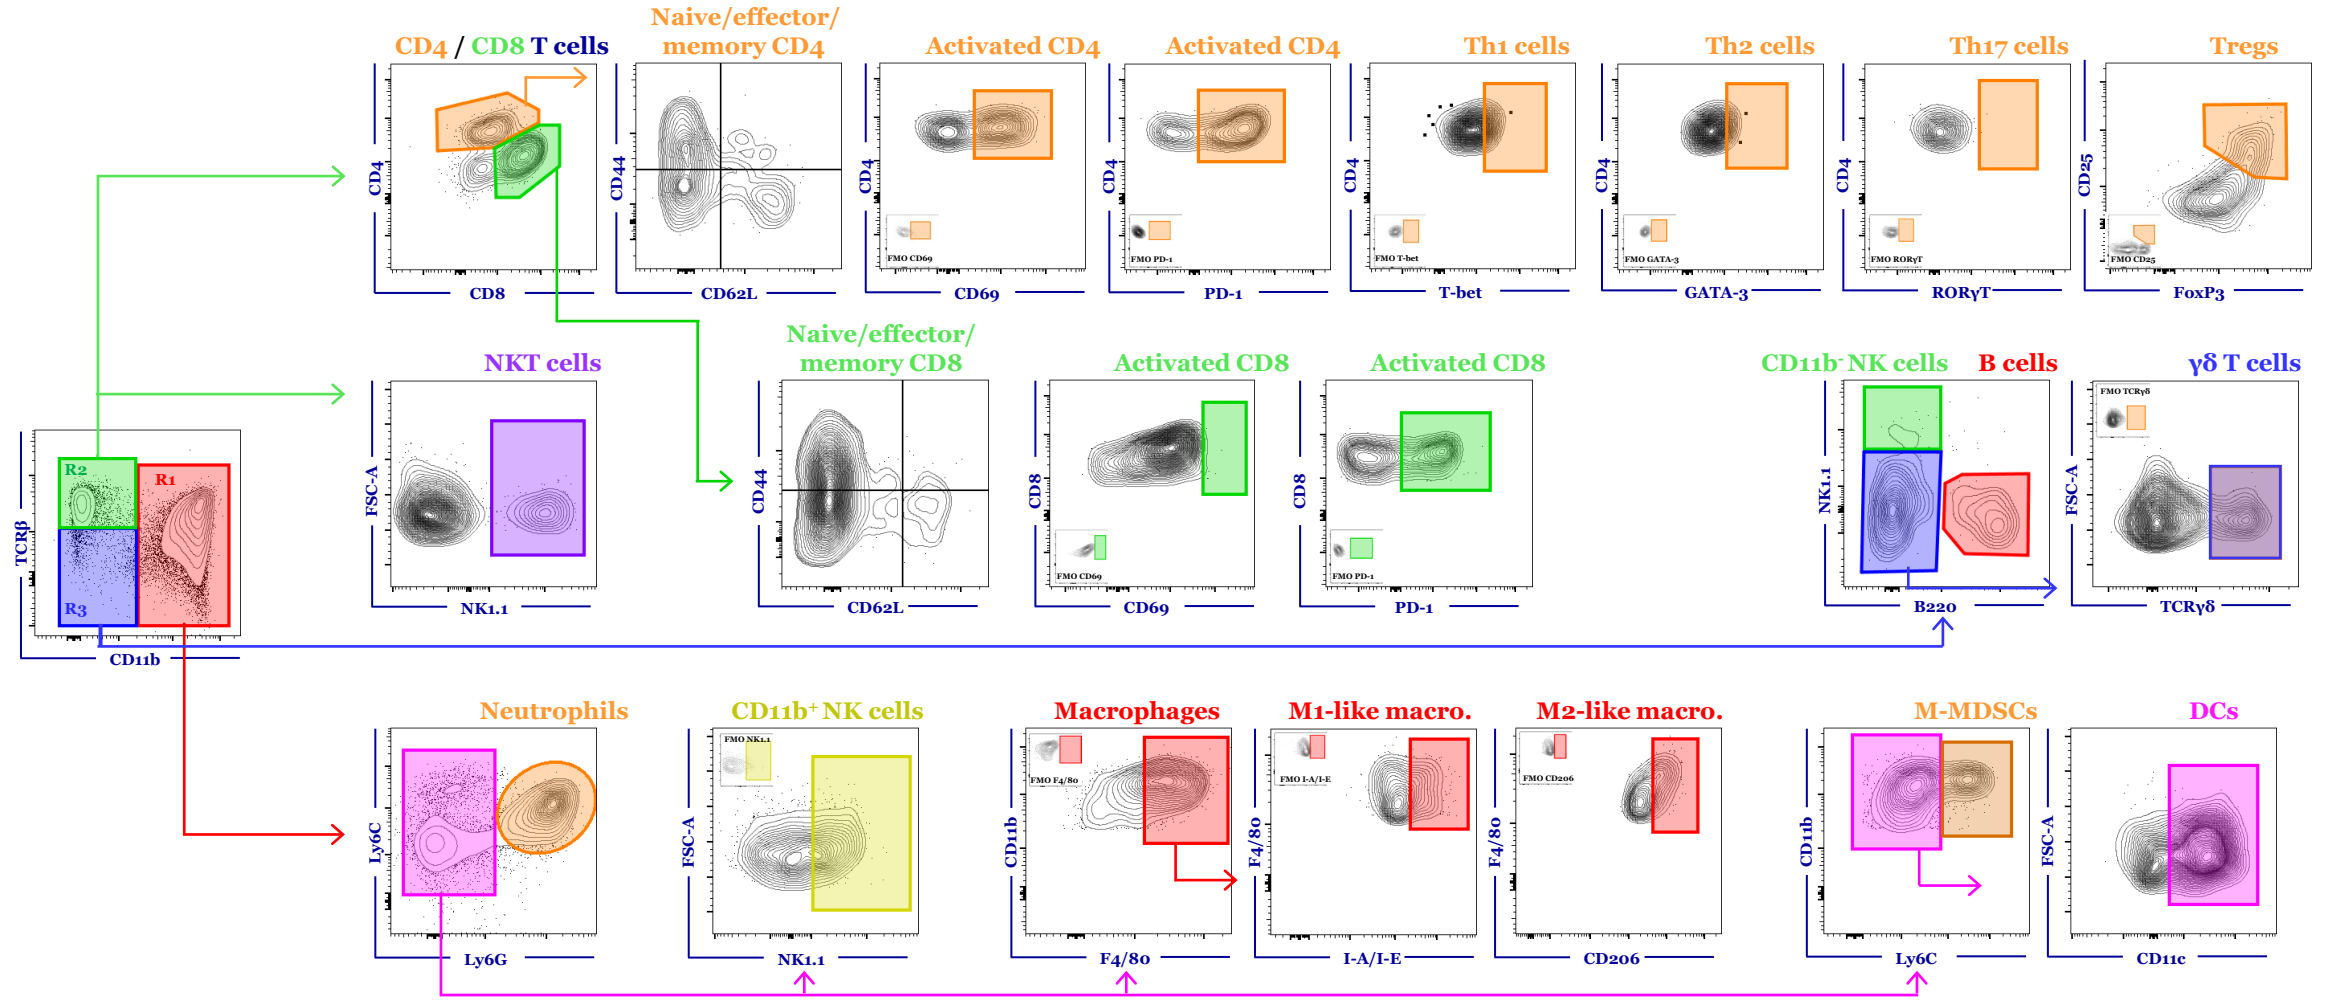 Naive/effector/
CD4 / CD8 T cells
memory CD4
Activated CD4
Activated CD4
Th1 cells
Th2 cells
Th17 cells
Tregs
CD4
CD44
CD4
CD4
CD4
CD4
CD4
CD25
FMO CD69
FMO PD-1
FMO T-bet
FMO GATA-3
FMO RORγT
FMO CD25
CD8
CD62L
CD69
PD-1
T-bet
GATA-3
RORγT
FoxP3
Naive/effector/
NKT cells
memory CD8
Activated CD8
Activated CD8
CD11b- NK cells
B cells
γδ T cells
FSC-A
CD44
CD8
CD8
NK1.1
FSC-A
FMO TCRγδ
FMO CD69
FMO PD-1
NK1.1
CD62L
CD69
PD-1
B220
TCRγδ
TCRβ
R2
R1
R3
CD11b
Neutrophils
CD11b+ NK cells
Macrophages
M1-like macro.
M2-like macro.
M-MDSCs
DCs
Ly6C
FSC-A
CD11b
F4/80
F4/80
CD11b
FSC-A
FMO NK1.1
FMO F4/80
FMO I-A/I-E
FMO CD206
Ly6G
NK1.1
F4/80
I-A/I-E
CD206
Ly6C
CD11c